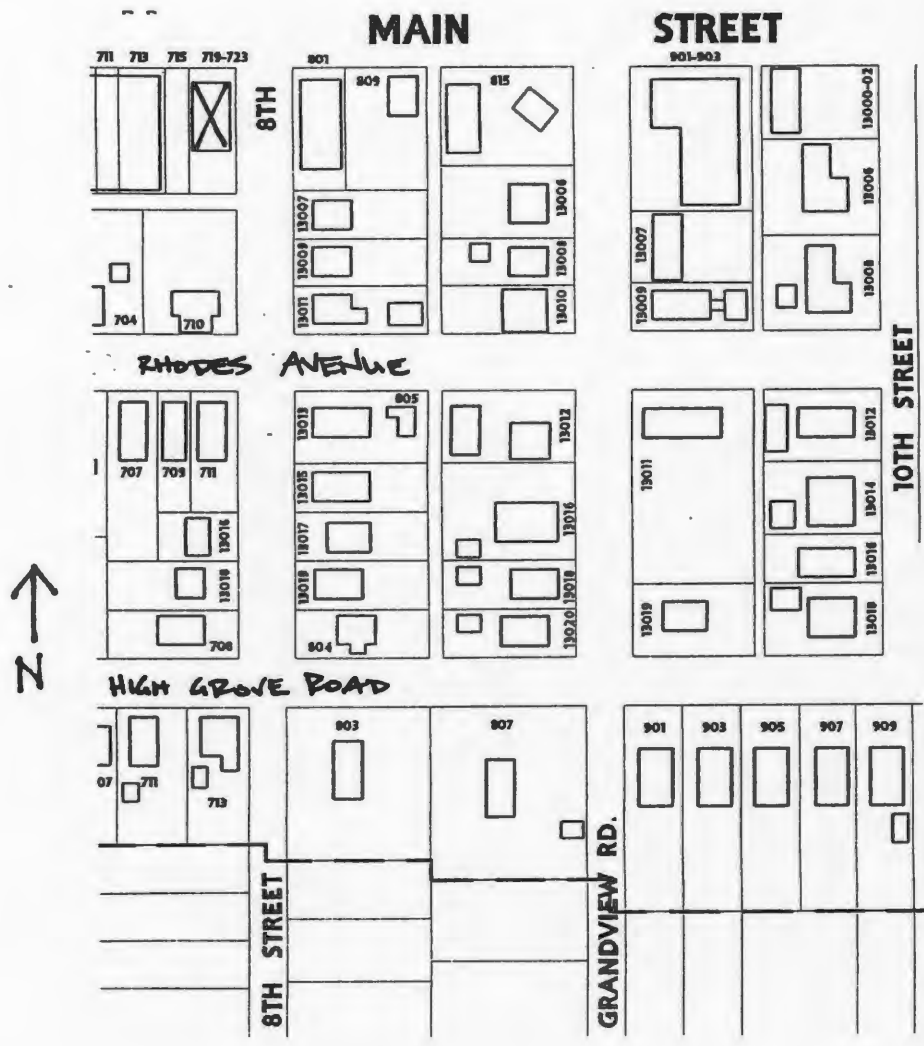 MAIN STREET
711 713 715 719-723 801 809 815 901-903
8TH
13000-02
13007 13006 13006
13009 13008 13007 13008
13011 13010 13009
704 710
RHODES AVENUE
10TH STREET
13013 805 13012 13011 13012
707 709 711
13015 13014
13016 13017 13016 13016
13018 13019 13018 13019 13018
708 804 13020
N
HIGH GROVE ROAD
803 807 901 903 905 907 909
07 711 713
8TH STREET
GRANDVIEW RD.